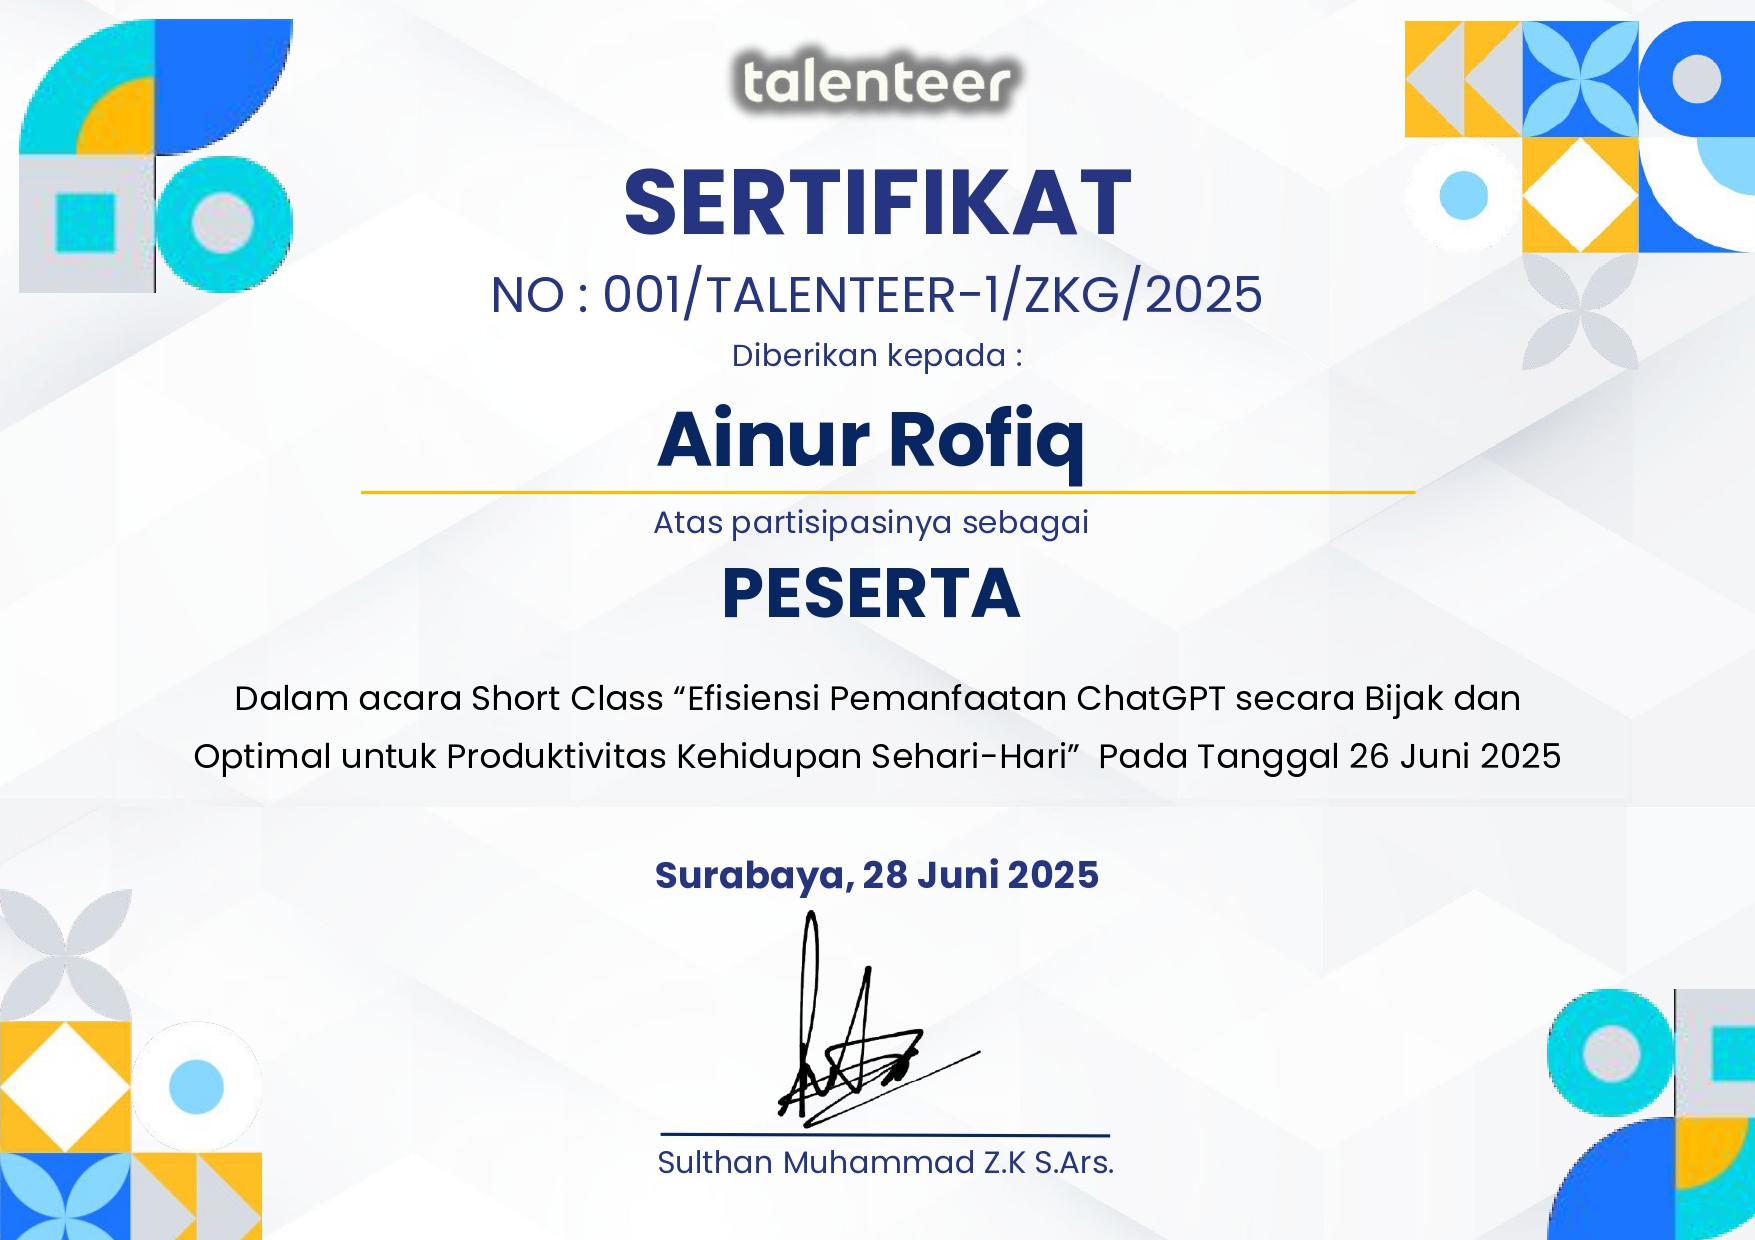 talenteer
SERTIFIKAT
NO : 001/TALENTEER-1/ZKG/2025
Diberikan kepada :
Ainur Rofiq
Atas partisipasinya sebagai
PESERTA
Dalam acara Short Class “Efisiensi Pemanfaatan ChatGPT secara Bijak dan
Optimal untuk Produktivitas Kehidupan Sehari-Hari” Pada Tanggal 26 Juni 2025
Surabaya, 28 Juni 2025
Sulthan Muhammad Z.K S.Ars.